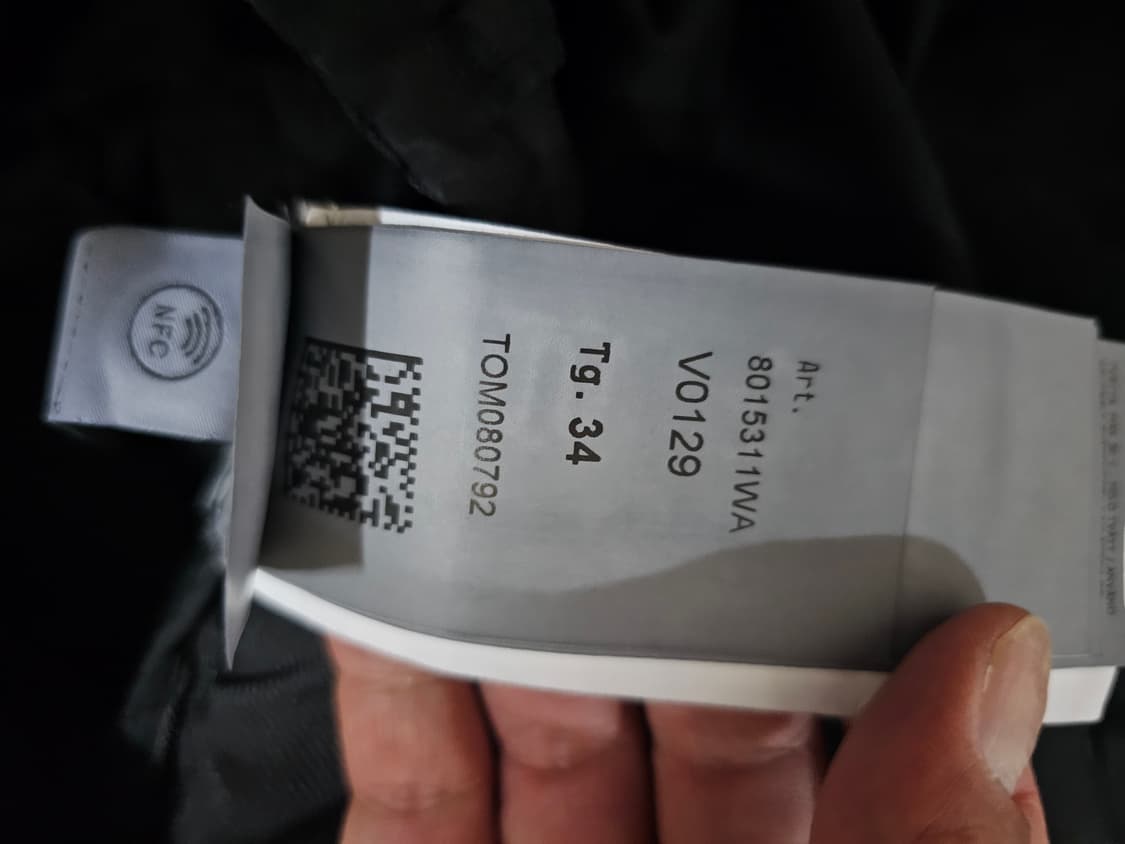 Art.
8015311WA
V0129
Tg. 34
TOM080792
NFC